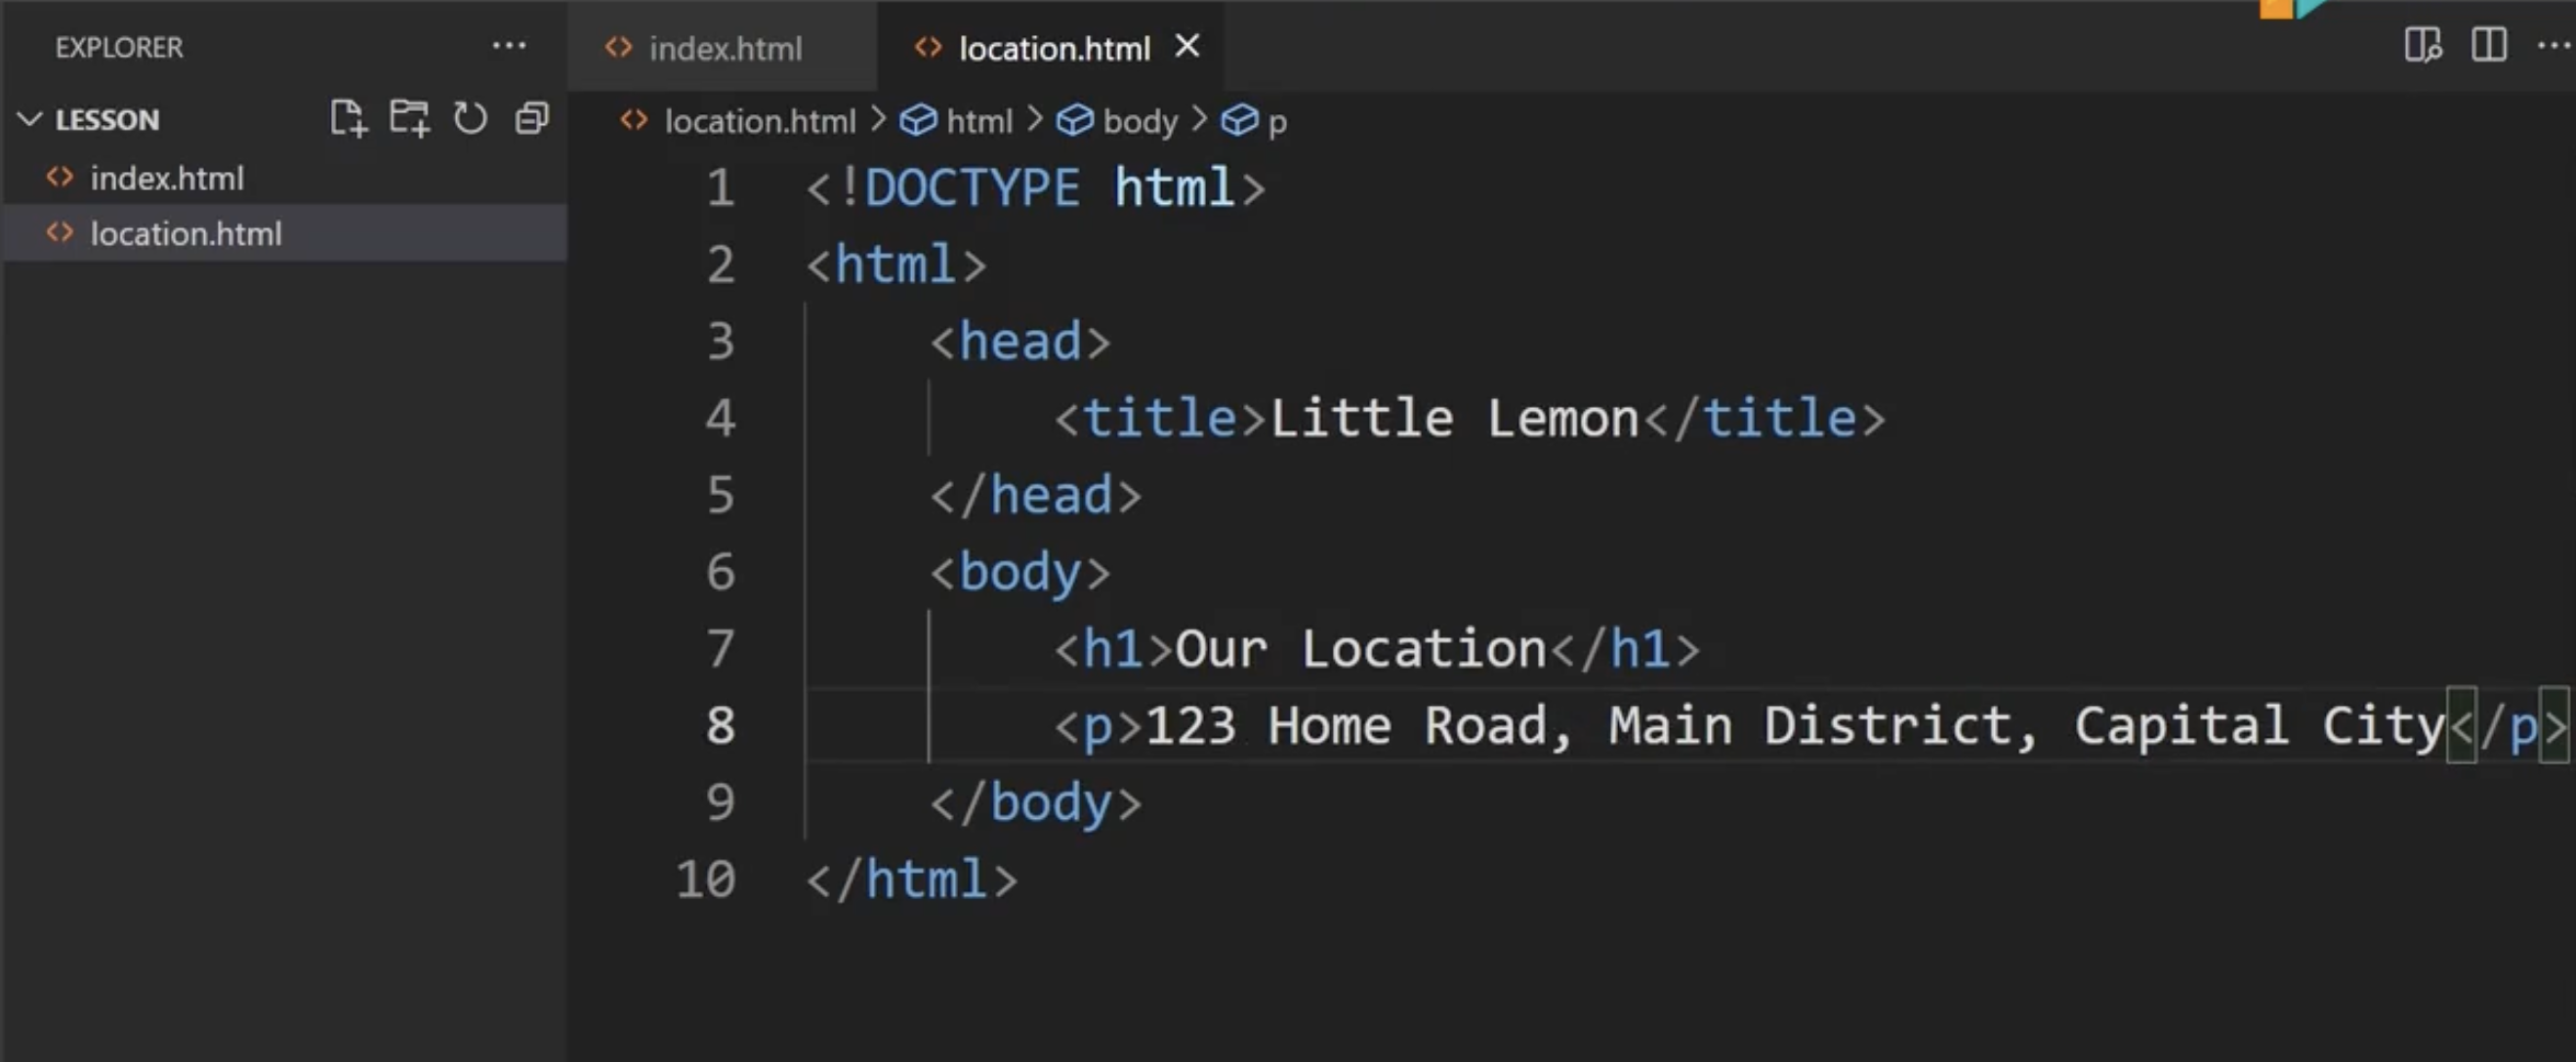 EXPLORER
LESSON
index.html
location.html
index.html location.html
location.html > html > body > p
1 <!DOCTYPE html>
2 <html>
3 <head>
4 <title>Little Lemon</title>
5 </head>
6 <body>
7 <h1>Our Location</h1>
8 <p>123 Home Road, Main District, Capital City</p>
9 </body>
10 </html>